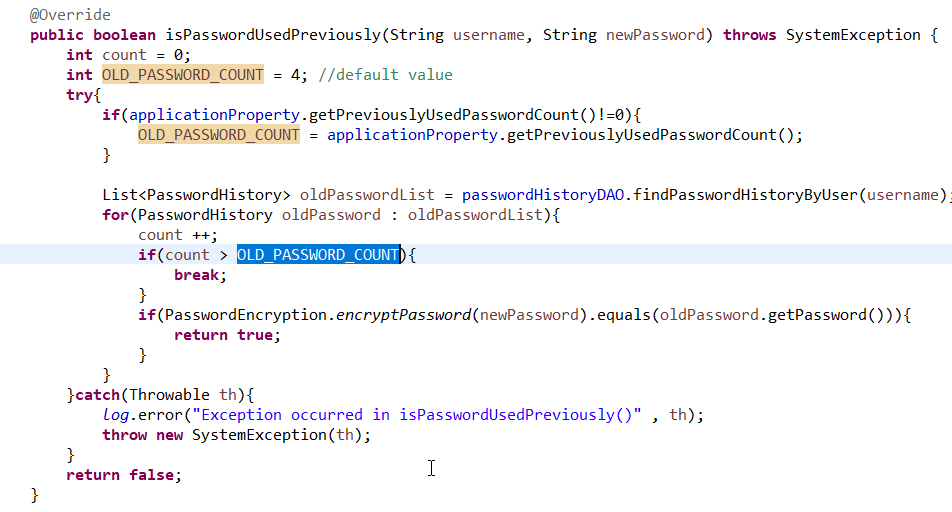 @Override
public boolean isPasswordUsedPreviously(String username, String newPassword) throws SystemException {
int count = 0;
int OLD_PASSWORD_COUNT = 4; //default value
try{
if(applicationProperty.getPreviouslyUsedPasswordCount()!=0){
OLD_PASSWORD_COUNT = applicationProperty.getPreviouslyUsedPasswordCount();
}
List<PasswordHistory> oldPasswordList = passwordHistoryDAO.findPasswordHistoryByUser(username);
for(PasswordHistory oldPassword : oldPasswordList){
count ++;
if(count > OLD_PASSWORD_COUNT){
break;
}
if(PasswordEncryption.encryptPassword(newPassword).equals(oldPassword.getPassword())){
return true;
}
}
}catch(Throwable th){
log.error("Exception occurred in isPasswordUsedPreviously()" , th);
throw new SystemException(th);
}
return false;
}